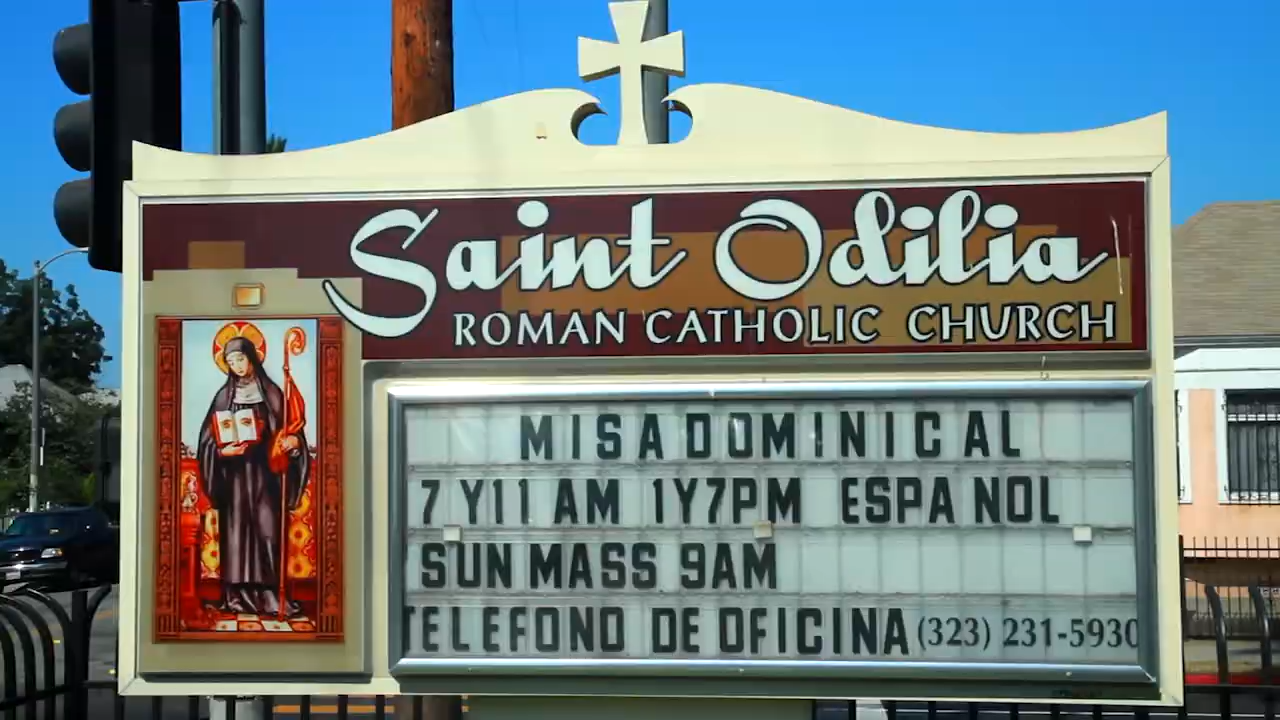 Saint Odilia
ROMAN CATHOLIC CHURCH
MISA DOMINICAL
7 Y 11 AM 1 Y 7 PM ESPANOL
SUN MASS 9AM
TELEFONO DE OFICINA (323) 231-5930